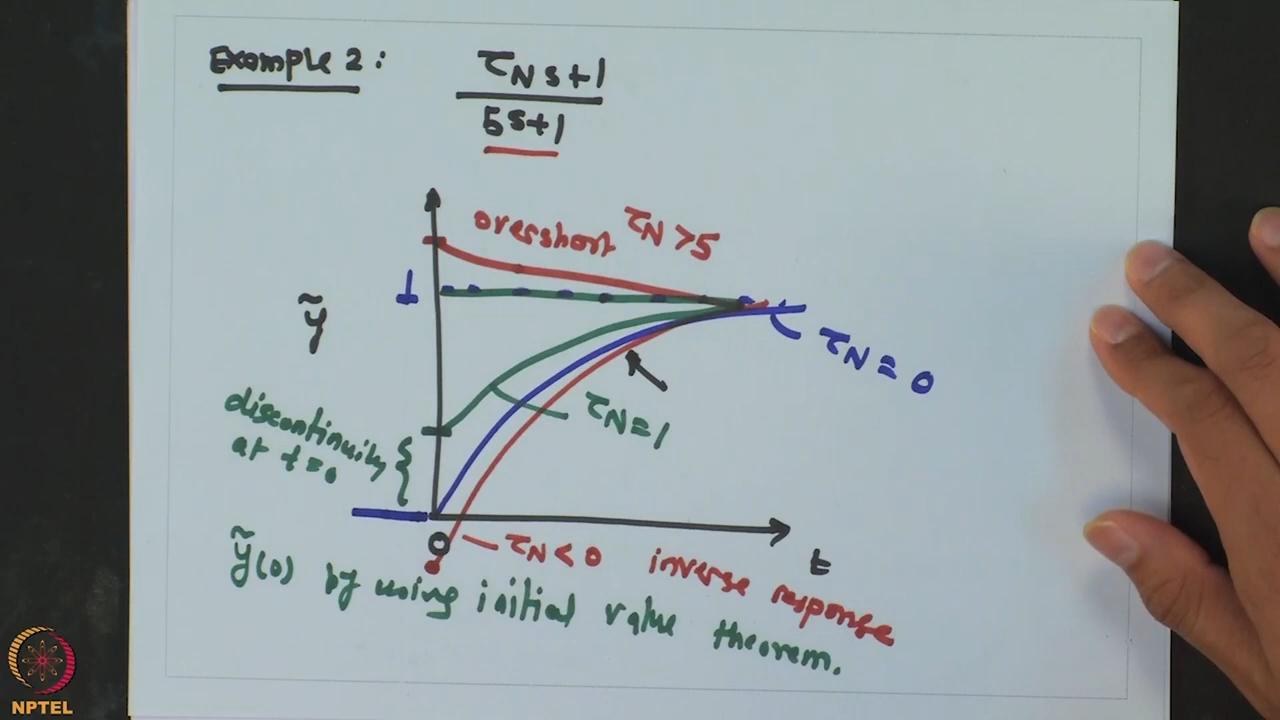 Example 2:
τN s+1
5s+1
overshort τN >5
1
ỹ
τN = 0
τN = 1
discontinuity
at t=0
0
τN < 0 inverse response
t
ỹ(0) by using initial value theorem.
NPTEL